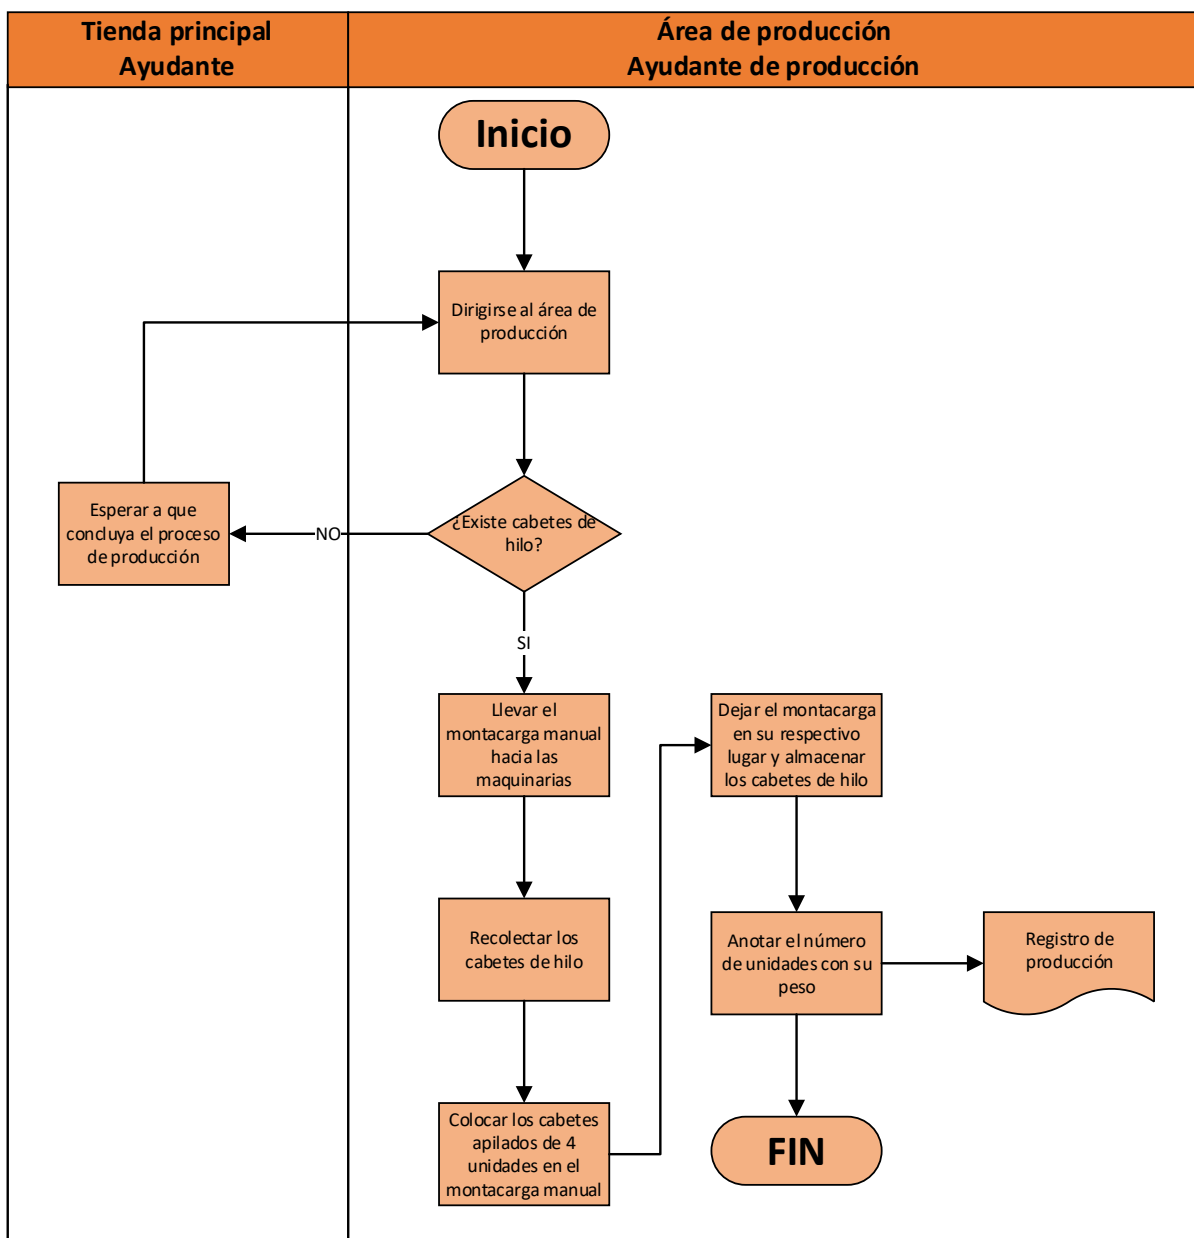 Tienda principal
Ayudante
Área de producción
Ayudante de producción
Inicio
Dirigirse al área de
producción
Esperar a que
concluya el proceso
de producción
NO
¿Existe cabetes de
hilo?
SI
Llevar el
montacarga manual
hacia las
maquinarias
Dejar el montacarga
en su respectivo
lugar y almacenar
los cabetes de hilo
Recolectar los
cabetes de hilo
Anotar el número
de unidades con su
peso
Registro de
producción
Colocar los cabetes
apilados de 4
unidades en el
montacarga manual
FIN